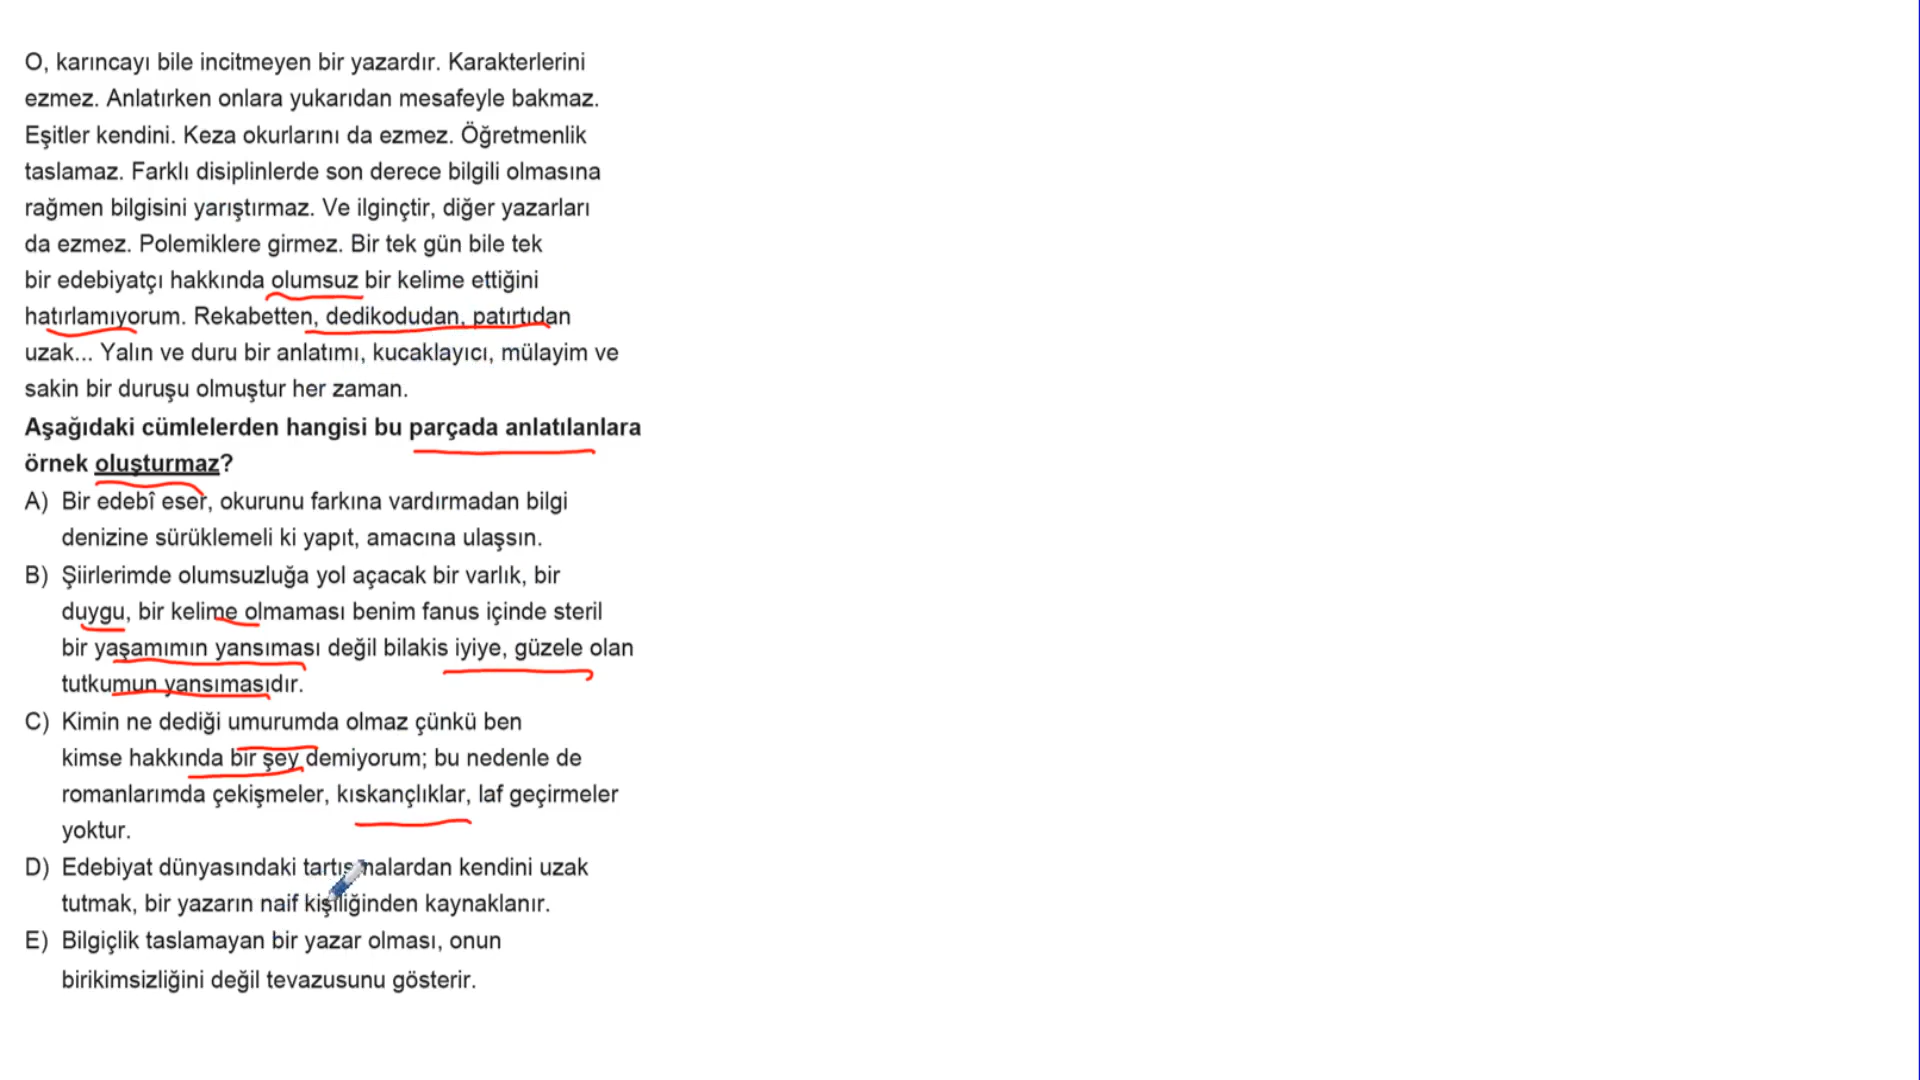 O, karıncayı bile incitmeyen bir yazardır. Karakterlerini
ezmez. Anlatırken onlara yukarıdan mesafeyle bakmaz.
Eşitler kendini. Keza okurlarını da ezmez. Öğretmenlik
taslamaz. Farklı disiplinlerde son derece bilgili olmasına
rağmen bilgisini yarıştırmaz. Ve ilginçtir, diğer yazarları
da ezmez. Polemiklere girmez. Bir tek gün bile tek
bir edebiyatçı hakkında olumsuz bir kelime ettiğini
hatırlamıyorum. Rekabetten, dedikodudan, patırtıdan
uzak... Yalın ve duru bir anlatımı, kucaklayıcı, mülayim ve
sakin bir duruşu olmuştur her zaman.
Aşağıdaki cümlelerden hangisi bu parçada anlatılanlara
örnek oluşturmaz?
A) Bir edebî eser, okurunu farkına vardırmadan bilgi
denizine sürüklemeli ki yapıt, amacına ulaşsın.
B) Şiirlerimde olumsuzluğa yol açacak bir varlık, bir
duygu, bir kelime olmaması benim fanus içinde steril
bir yaşamımın yansıması değil bilakis iyiye, güzele olan
tutkumun yansımasıdır.
C) Kimin ne dediği umurumda olmaz çünkü ben
kimse hakkında bir şey demiyorum; bu nedenle de
romanlarımda çekişmeler, kıskançlıklar, laf geçirmeler
yoktur.
D) Edebiyat dünyasındaki tartışmalardan kendini uzak
tutmak, bir yazarın naif kişiliğinden kaynaklanır.
E) Bilgiçlik taslamayan bir yazar olması, onun
birikimsizliğini değil tevazusunu gösterir.